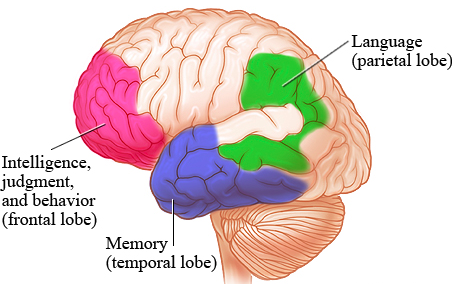 Language
(parietal lobe)
Intelligence,
judgment,
and behavior
(frontal lobe)
Memory
(temporal lobe)